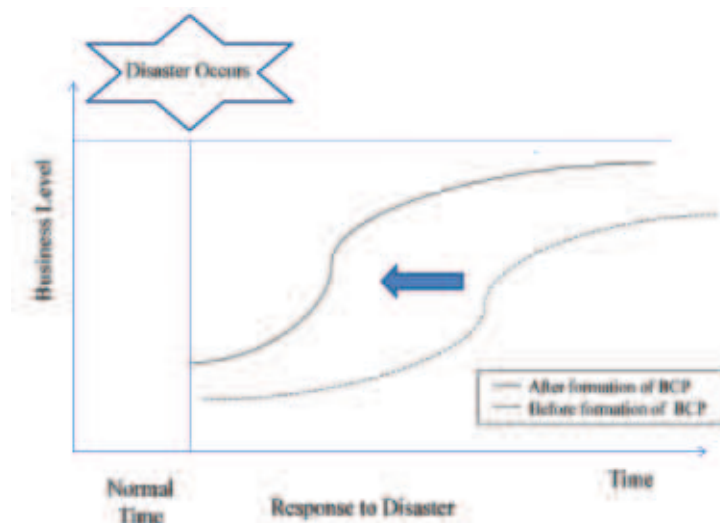 Disaster Occurs
Business Level
After formation of BCP
Before formation of BCP
Normal
Time
Response to Disaster
Time